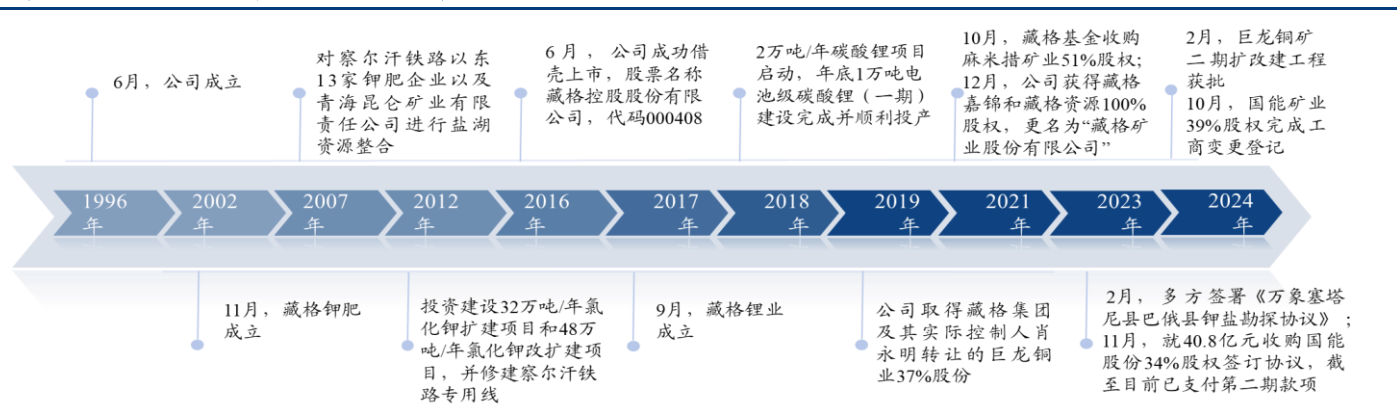 6月，公司成立
对察尔汗铁路以东
13家钾肥企业以及
青海昆仑矿业有限
责任公司进行盐湖
资源整合
6月，公司成功借
壳上市，股票名称
藏格控股股份有限
公司，代码000408
2万吨/年碳酸锂项目
启动，年底1万吨电
池级碳酸锂（一期）
建设完成并顺利投产
10月，藏格基金收购
麻米措矿业51%股权；
12月，公司获得藏格
嘉锦和藏格资源100%
股权，更名为“藏格矿
业股份有限公司”
2月，巨龙铜矿
二期扩改建工程
获批
10月，国能矿业
39%股权完成工
商变更登记
1996
年
2002
年
2007
年
2012
年
2016
年
2017
年
2018
年
2019
年
2021
年
2023
年
2024
年
11月，藏格钾肥
成立
投资建设32万吨/年氯
化钾扩建项目和48万
吨/年氯化钾改扩建项
目，并修建察尔汗铁
路专用线
9月，藏格锂业
成立
公司取得藏格集团
及其实际控制人肖
永明转让的巨龙铜
业37%股份
2月，多方签署《万象塞塔
尼县巴俄县钾盐勘探协议》；
11月，就40.8亿元收购国能
股份34%股权签订协议，截
至目前已支付第二期款项